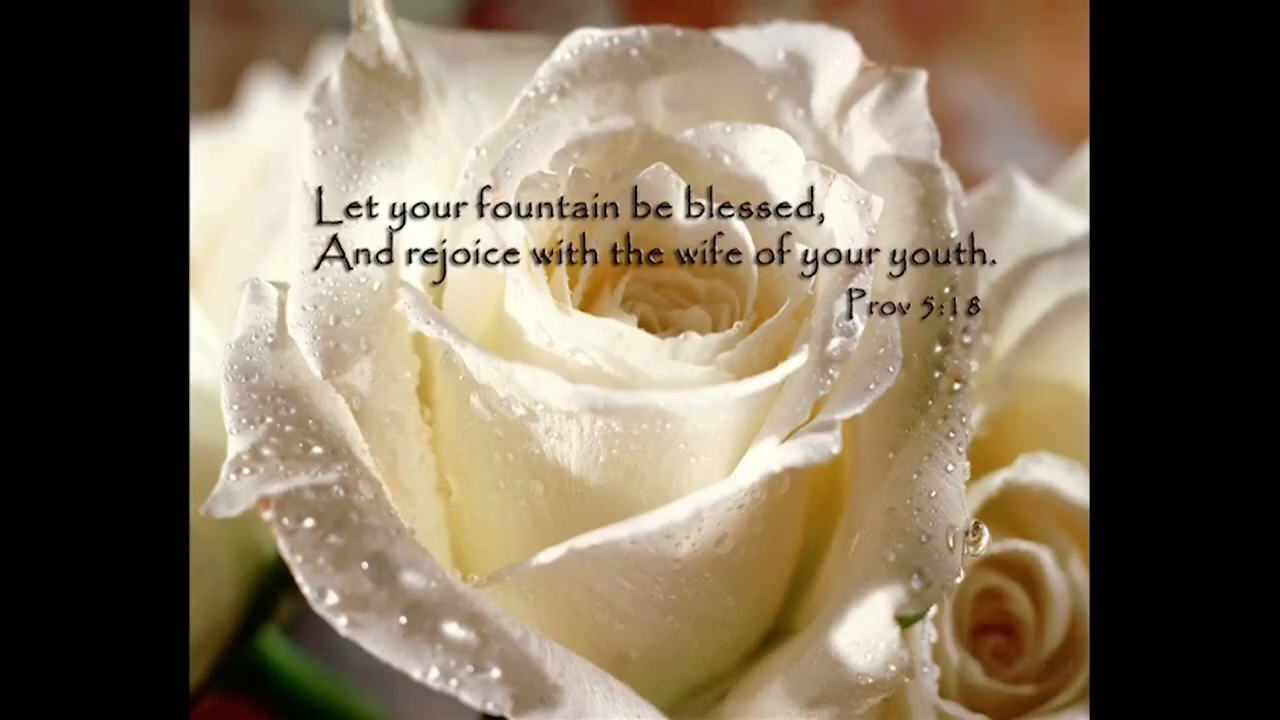 Let your fountain be blessed,
And rejoice with the wife of your youth.
Prov 5:18